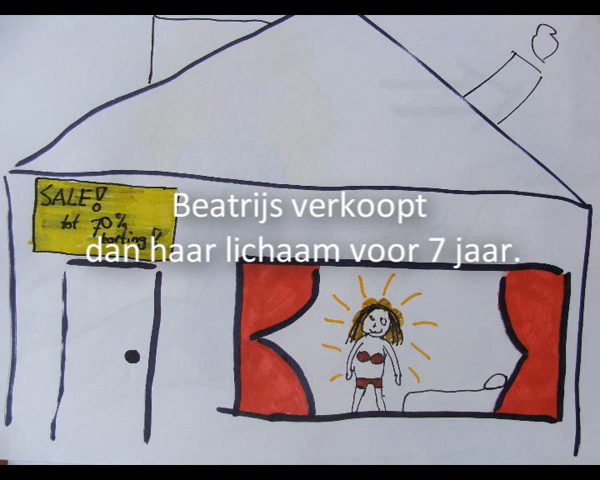 SALE!
tot 70%
korting!
Beatrijs verkoopt
dan haar lichaam voor 7 jaar.